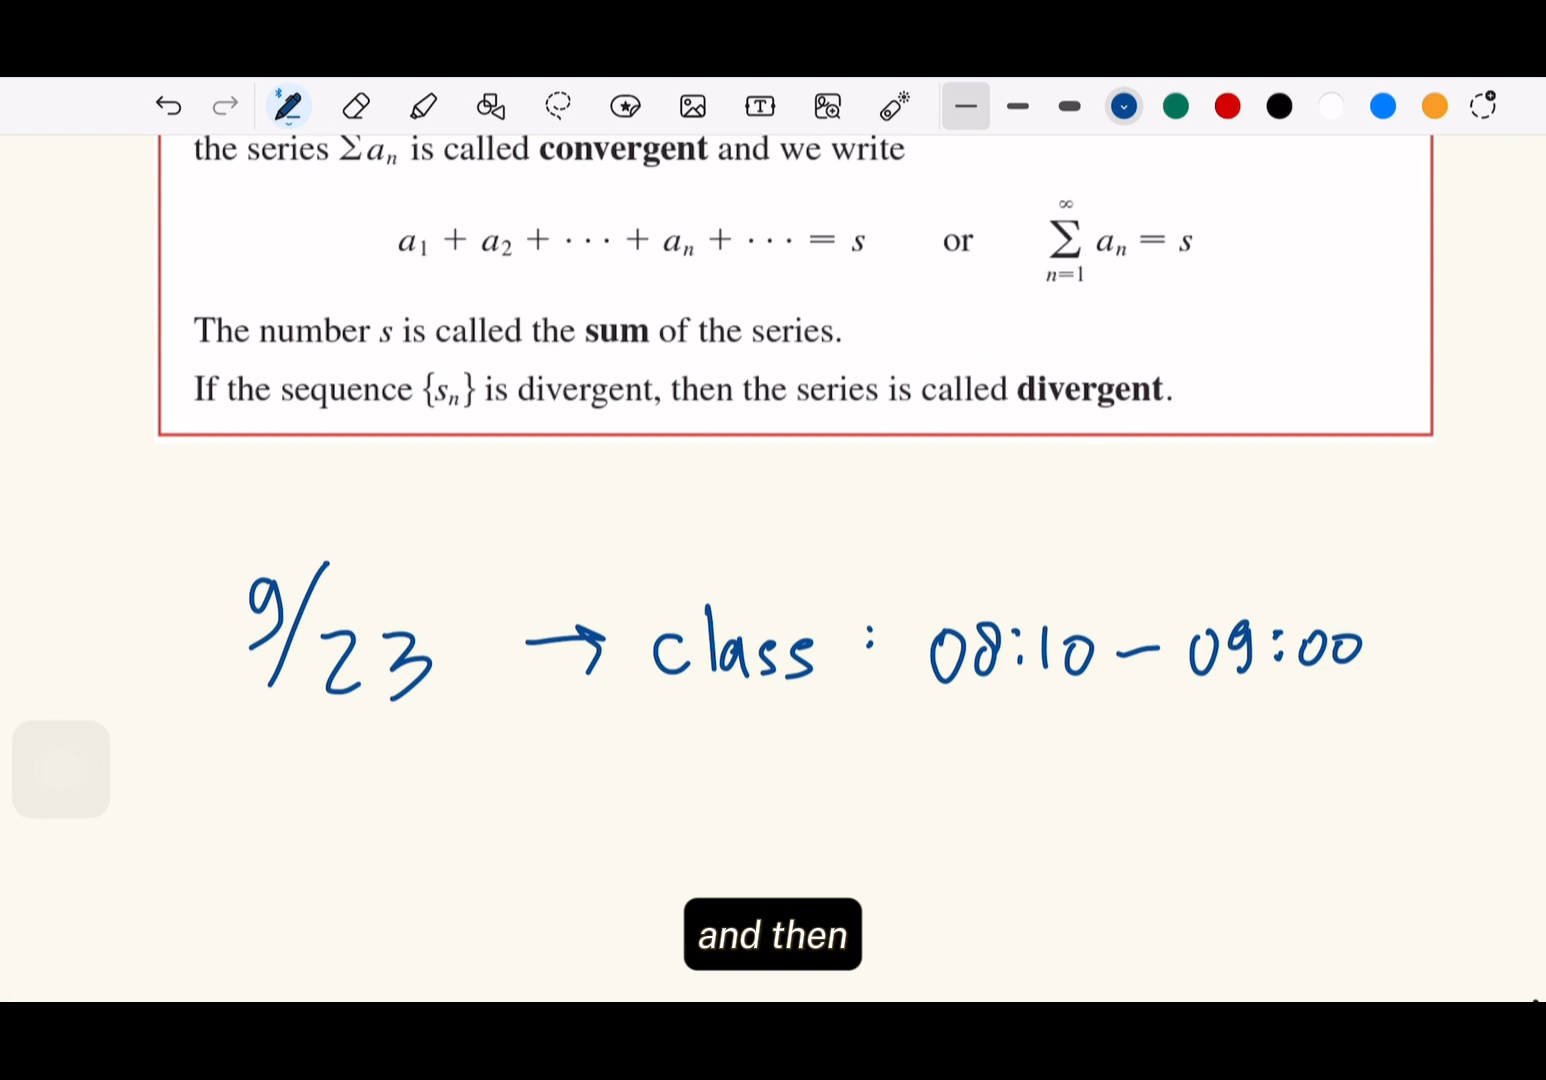 the series Σaₙ is called convergent and we write
a₁ + a₂ + · · · + aₙ + · · · = s or ∞∑n=1 aₙ = s
The number s is called the sum of the series.
If the sequence {sₙ} is divergent, then the series is called divergent.
9/23 → class : 08:10 – 09:00
and then